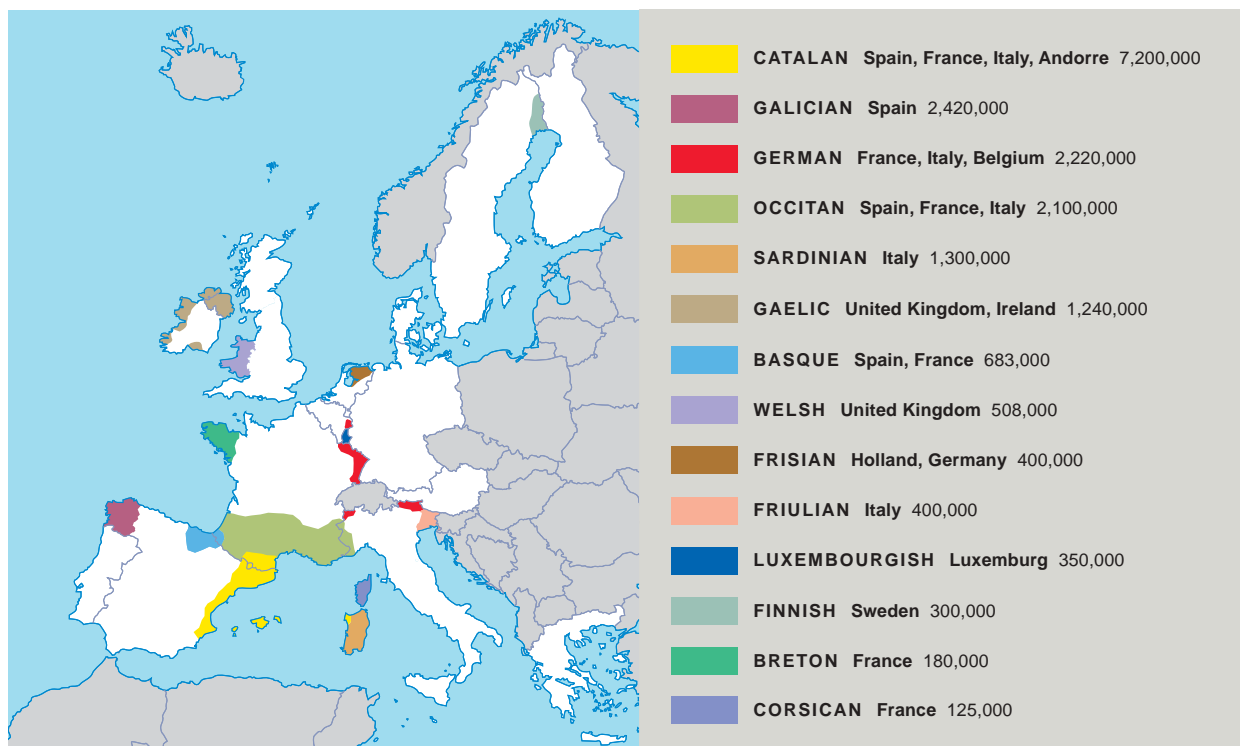 CATALAN Spain, France, Italy, Andorre 7,200,000
GALICIAN Spain 2,420,000
GERMAN France, Italy, Belgium 2,220,000
OCCITAN Spain, France, Italy 2,100,000
SARDINIAN Italy 1,300,000
GAELIC United Kingdom, Ireland 1,240,000
BASQUE Spain, France 683,000
WELSH United Kingdom 508,000
FRISIAN Holland, Germany 400,000
FRIULIAN Italy 400,000
LUXEMBOURGISH Luxemburg 350,000
FINNISH Sweden 300,000
BRETON France 180,000
CORSICAN France 125,000